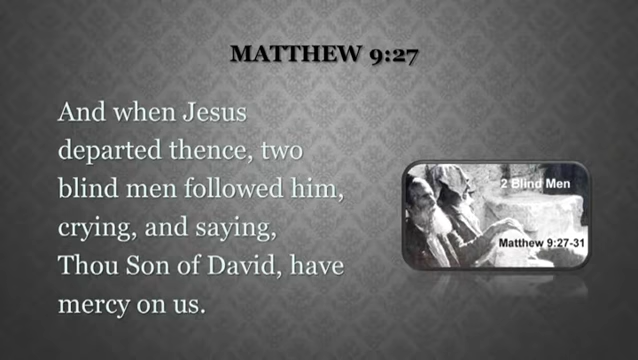 MATTHEW 9:27
And when Jesus
departed thence, two
blind men followed him,
crying, and saying,
Thou Son of David, have
mercy on us.
2 Blind Men
Matthew 9:27-31